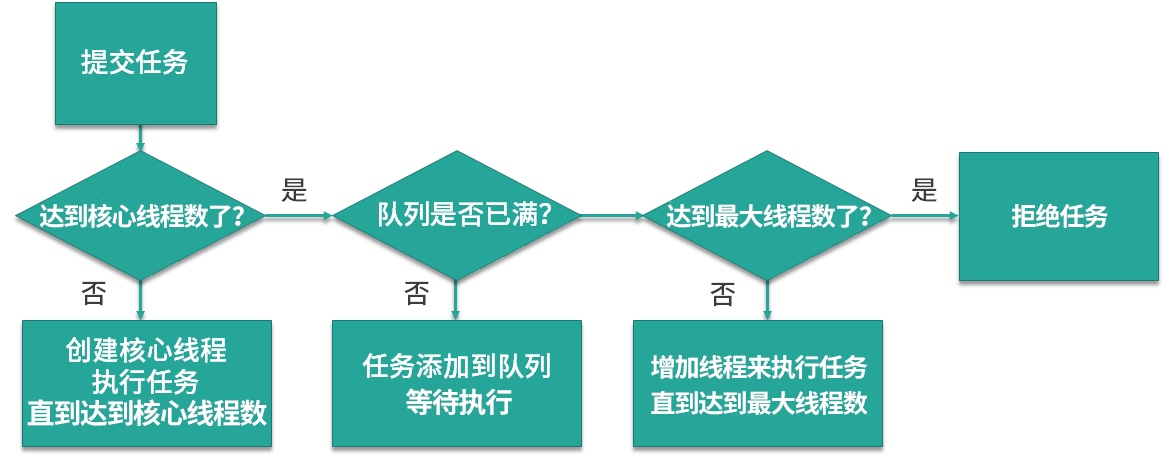 提交任务
达到核心线程数了？
是
队列是否已满？
达到最大线程数了？
是
拒绝任务
否
创建核心线程
执行任务
直到达到核心线程数
否
任务添加到队列
等待执行
否
增加线程来执行任务
直到达到最大线程数